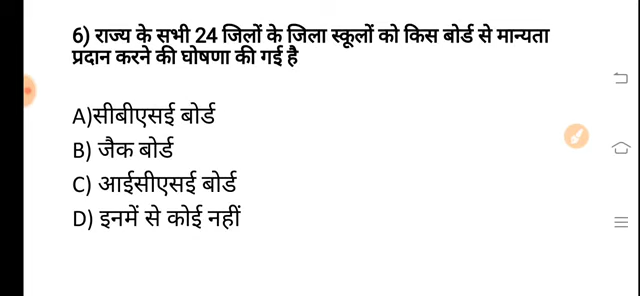 6) राज्य के सभी 24 जिलों के जिला स्कूलों को किस बोर्ड से मान्यता
प्रदान करने की घोषणा की गई है
A)सीबीएसई बोर्ड
B) जैक बोर्ड
C) आईसीएसई बोर्ड
D) इनमें से कोई नहीं